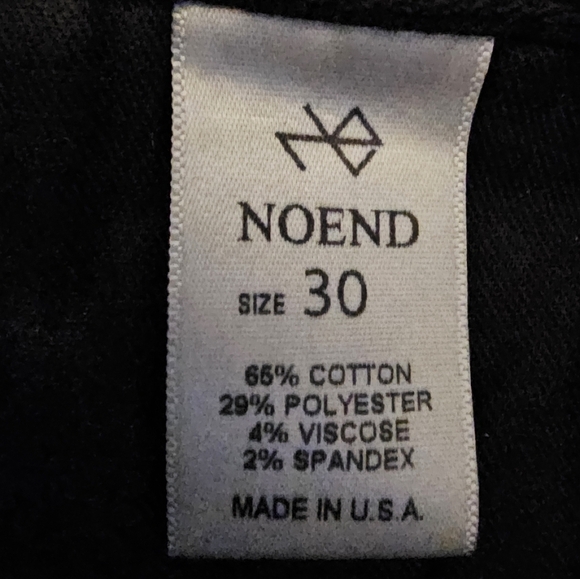 NOEND
SIZE 30
65% COTTON
29% POLYESTER
4% VISCOSE
2% SPANDEX
MADE IN U.S.A.